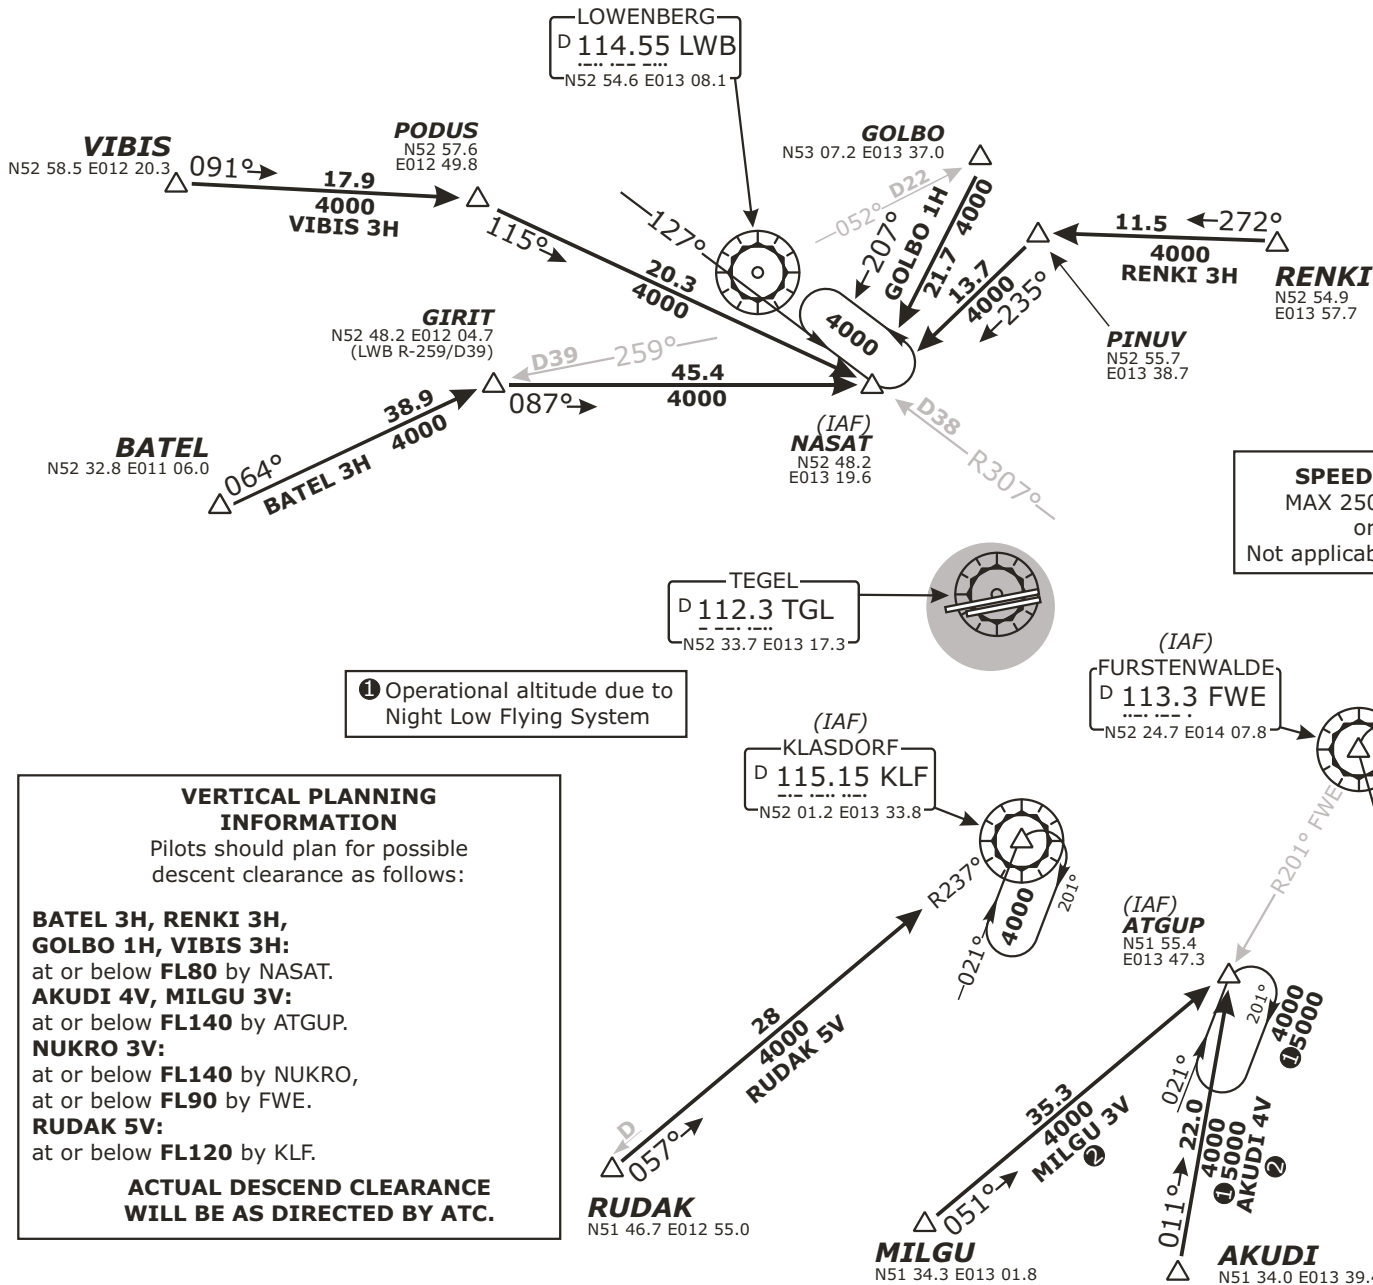 LOWENBERG
D 114.55 LWB
N52 54.6 E013 08.1
VIBIS
N52 58.5 E012 20.3
091°
17.9
4000
VIBIS 3H
PODUS
N52 57.6
E012 49.8
115°
20.3
4000
127°
GOLBO
N53 07.2 E013 37.0
052°
D22
207°
GOLBO 1H
21.7
4000
4000
13.7
4000
235°
11.5
272°
4000
RENKI 3H
RENKI
N52 54.9
E013 57.7
PINUV
N52 55.7
E013 38.7
GIRIT
N52 48.2 E012 04.7
(LWB R-259/D39)
D39
259°
45.4
4000
087°
38.9
4000
BATEL
N52 32.8 E011 06.0
064°
BATEL 3H
(IAF)
NASAT
N52 48.2
E013 19.6
D38
R307°
SPEED
MAX 250
or
Not applicab
TEGEL
D 112.3 TGL
N52 33.7 E013 17.3
1 Operational altitude due to
Night Low Flying System
(IAF)
FURSTENWALDE
D 113.3 FWE
N52 24.7 E014 07.8
R201° FWE
(IAF)
KLASDORF
D 115.15 KLF
N52 01.2 E013 33.8
R237°
4000
201°
021°
28
4000
RUDAK 5V
D
057°
RUDAK
N51 46.7 E012 55.0
(IAF)
ATGUP
N51 55.4
E013 47.3
201°
4000
1 5000
021°
35.3
4000
MILGU 3V
2
051°
MILGU
N51 34.3 E013 01.8
22.0
4000
1 5000
AKUDI 4V
2
011°
AKUDI
N51 34.0 E013 39.4
VERTICAL PLANNING
INFORMATION
Pilots should plan for possible
descent clearance as follows:
BATEL 3H, RENKI 3H,
GOLBO 1H, VIBIS 3H:
at or below FL80 by NASAT.
AKUDI 4V, MILGU 3V:
at or below FL140 by ATGUP.
NUKRO 3V:
at or below FL140 by NUKRO,
at or below FL90 by FWE.
RUDAK 5V:
at or below FL120 by KLF.
ACTUAL DESCEND CLEARANCE
WILL BE AS DIRECTED BY ATC.